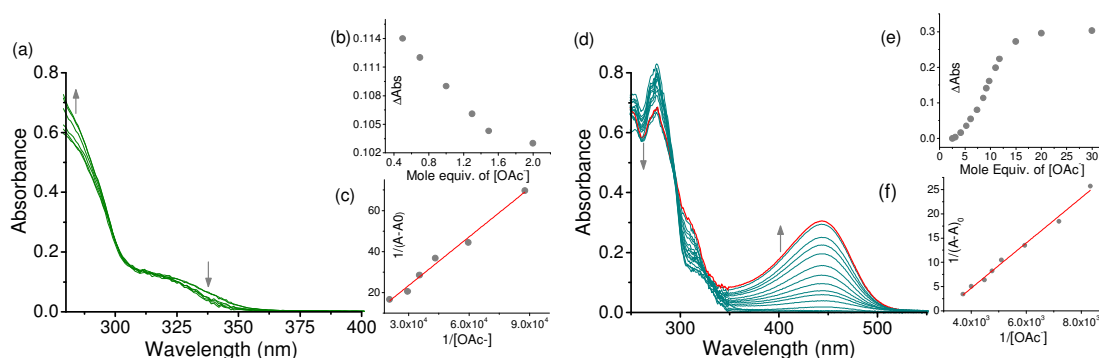 (a)
Absorbance
0.8
0.6
0.4
0.2
0.0
300
325
350
375
400
Wavelength (nm)
(b)
ΔAbs
0.114
0.111
0.108
0.105
0.102
0.4
0.8
1.2
1.6
2.0
Mole equiv. of [OAc-]
(c)
1/(A-A0)
60
40
20
3.0x10⁴
6.0x10⁴
9.0x10⁴
1/[OAc-]
(d)
Absorbance
0.8
0.6
0.4
0.2
0.0
300
400
500
Wavelength (nm)
(e)
ΔAbs
0.3
0.2
0.1
0.0
0
5
10
15
20
25
30
Mole equiv. of [OAc-]
(f)
1/(A-A)₀
25
20
15
10
5
0
4.0x10³
6.0x10³
8.0x10³
1/[OAc-]